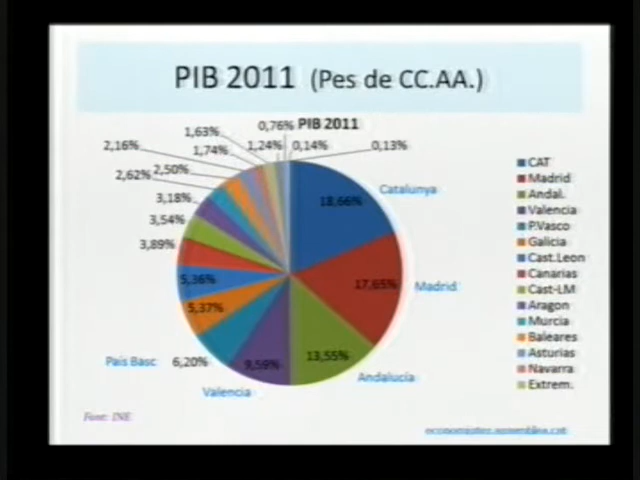 PIB 2011 (Pes de CC.AA.)
PIB 2011
0,76%
1,63%
2,16%
1,74%
1,24%
0,14%
0,13%
2,62%
2,50%
3,18%
3,54%
3,89%
5,36%
5,37%
6,20%
9,59%
13,55%
17,65%
18,66%
Catalunya
Madrid
Andalucía
Valencia
País Basc
CAT
Madrid
Andal.
Valencia
P.Vasco
Galicia
Cast.Leon
Canarias
Cast-LM
Aragon
Murcia
Baleares
Asturias
Navarra
Extrem.
Font: INE
economistes.assemblea.cat